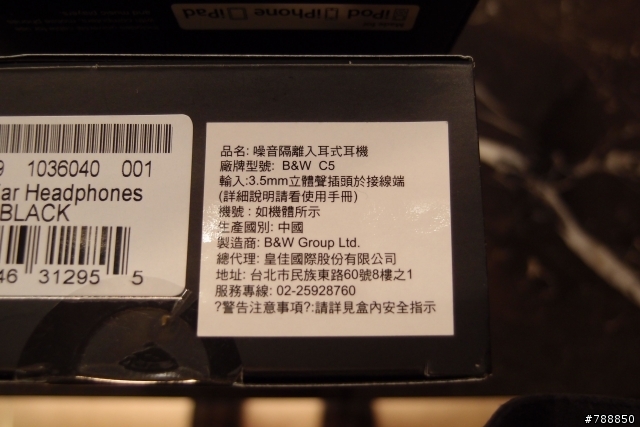 iPod iPhone iPad
9 1036040 001
ar Headphones
BLACK
46 31295 5
品名: 噪音隔離入耳式耳機
廠牌型號: B&W C5
輸入:3.5mm立體聲插頭於接線端
(詳細說明請看使用手冊)
機號 : 如機體所示
生產國別: 中國
製造商: B&W Group Ltd.
總代理: 皇佳國際股份有限公司
地址: 台北市民族東路60號8樓之1
服務專線: 02-25928760
?警告注意事項?:請詳見盒內安全指示
#788850